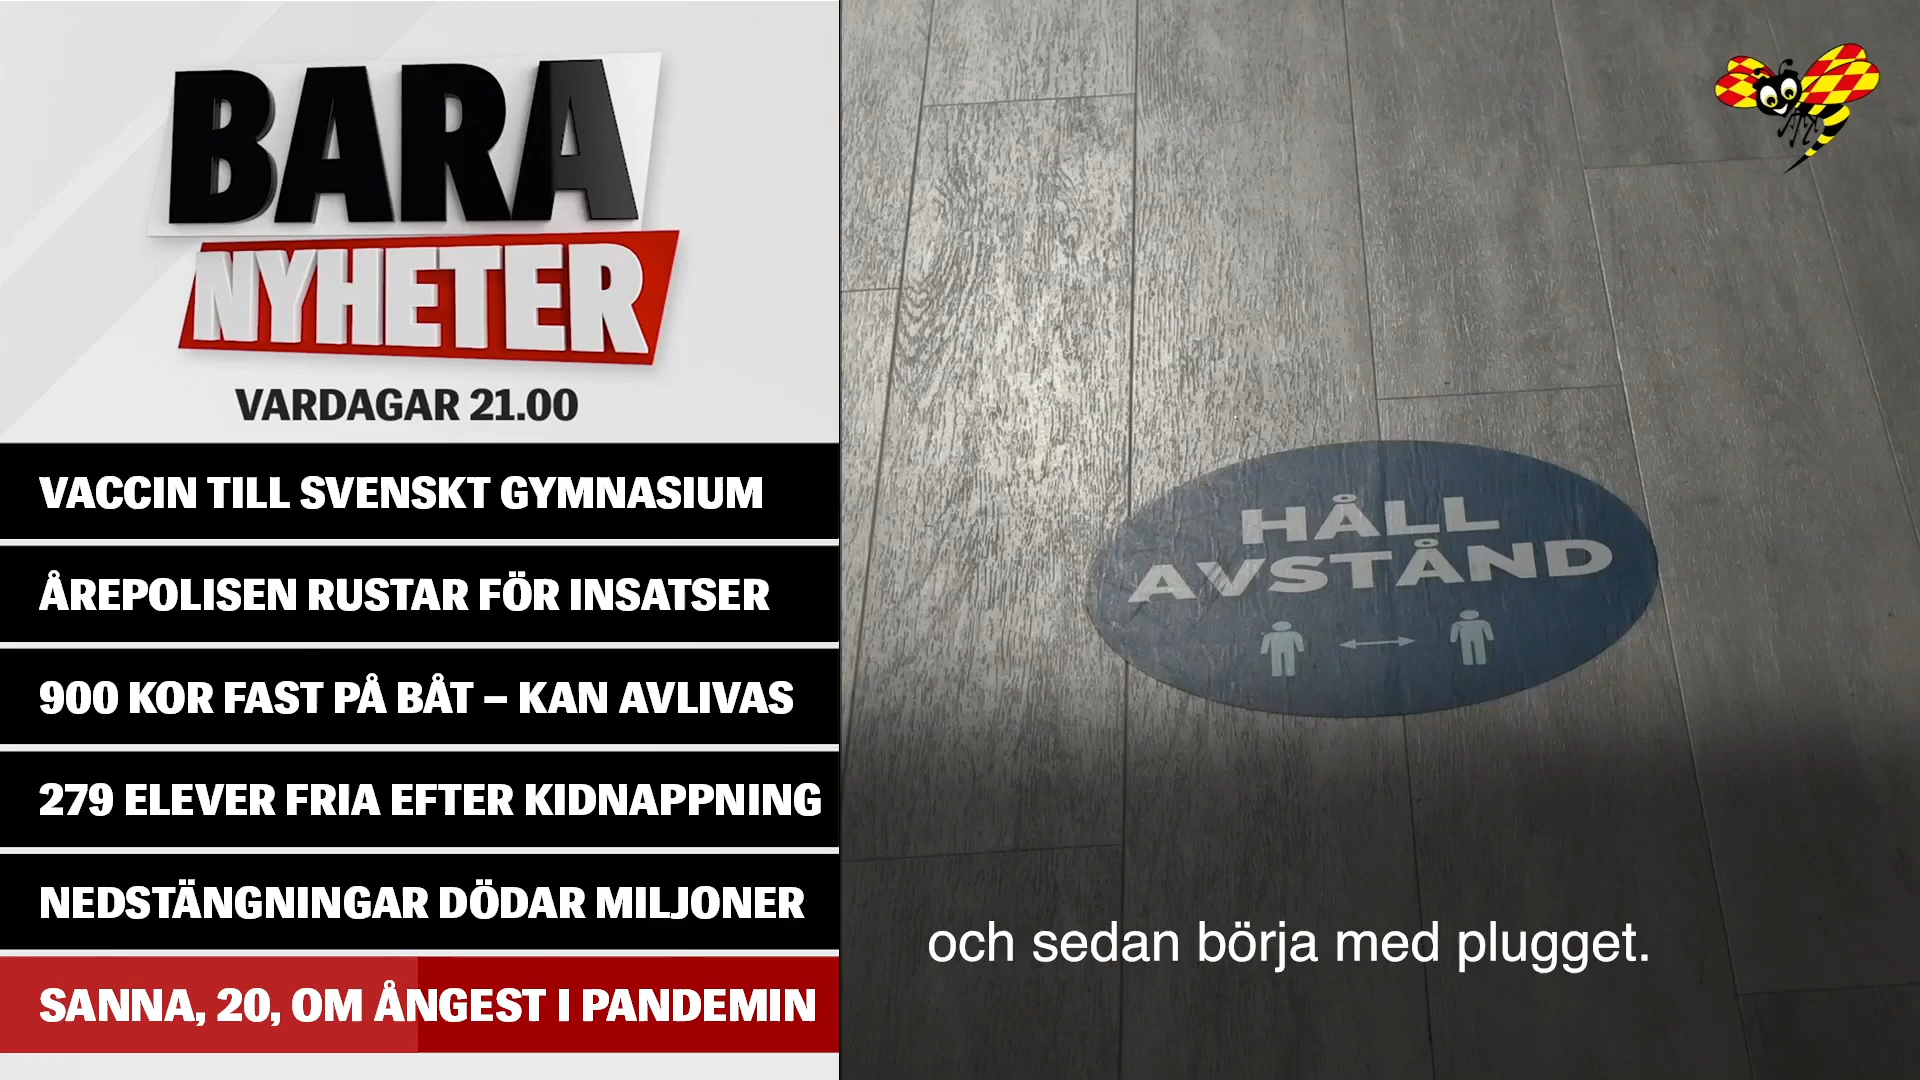 BARA
NYHETER
VARDAGAR 21.00
VACCIN TILL SVENSKT GYMNASIUM
ÅREPOLISEN RUSTAR FÖR INSATSER
900 KOR FAST PÅ BÅT – KAN AVLIVAS
279 ELEVER FRIA EFTER KIDNAPPNING
NEDSTÄNGNINGAR DÖDAR MILJONER
SANNA, 20, OM ÅNGEST I PANDEMIN
HÅLL
AVSTÅND
och sedan börja med plugget.